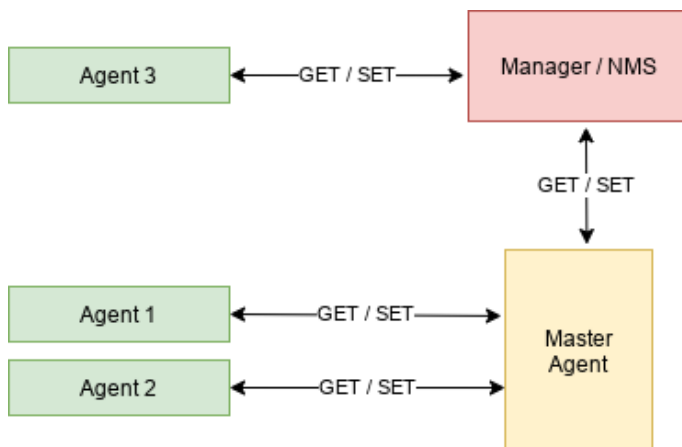 Agent 3
GET / SET
Manager / NMS
GET / SET
Agent 1
GET / SET
Master
Agent
Agent 2
GET / SET